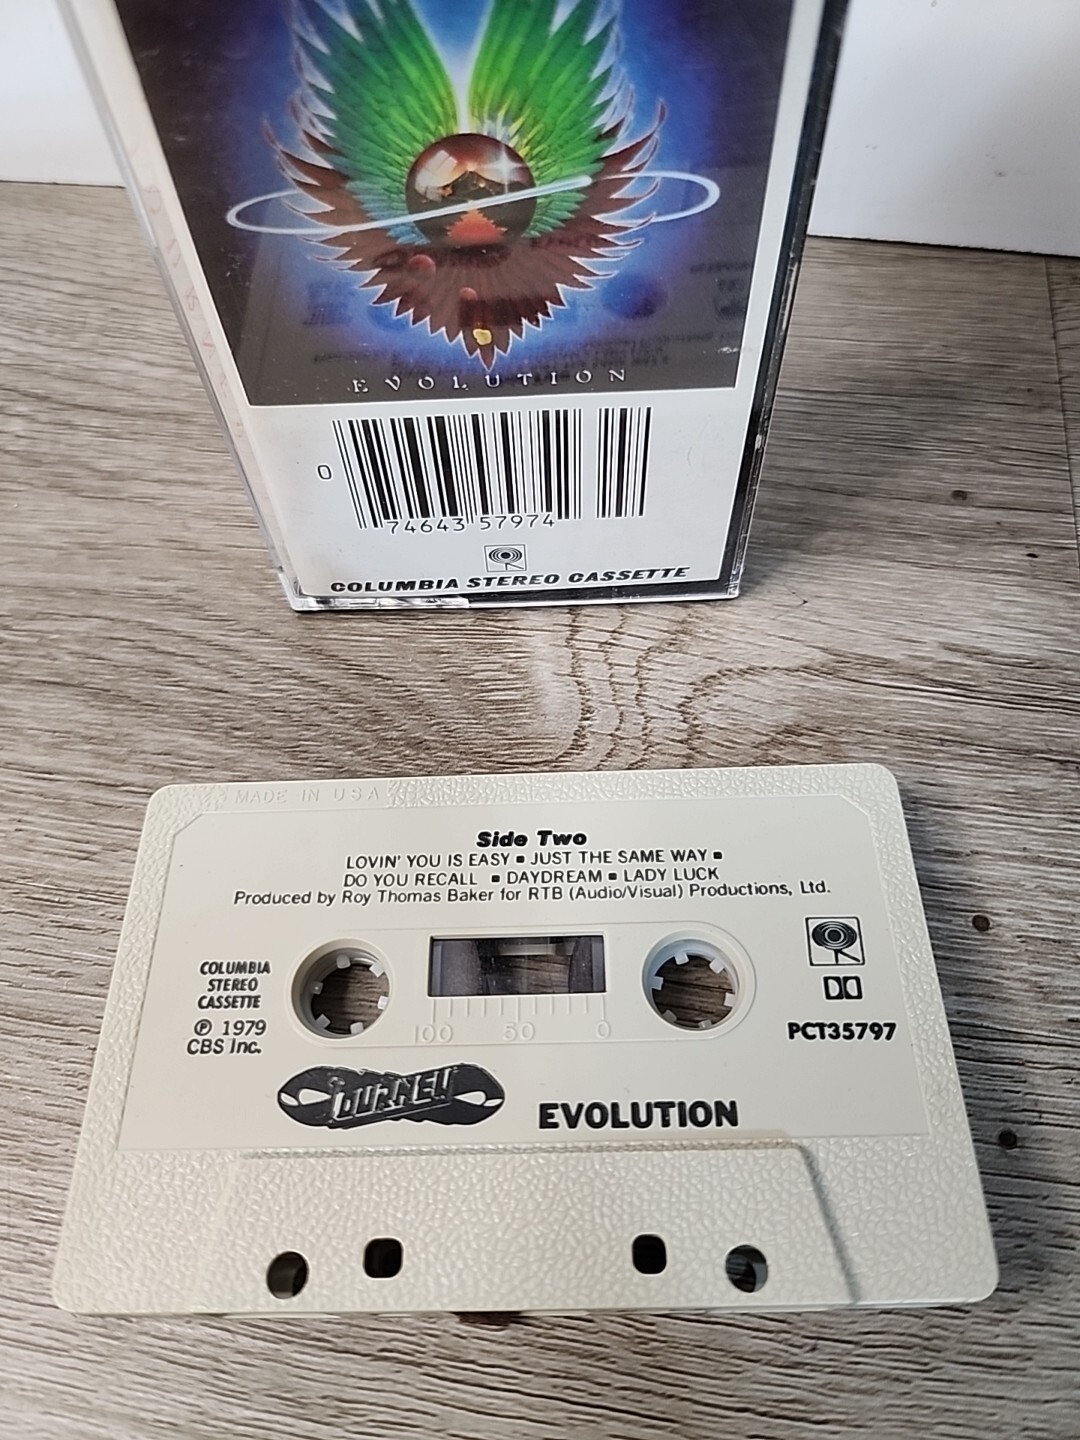 EVOLUTION
0
74643 57974
COLUMBIA STEREO CASSETTE
MADE IN USA
Side Two
LOVIN' YOU IS EASY ▪ JUST THE SAME WAY ▪
DO YOU RECALL ▪ DAYDREAM ▪ LADY LUCK
Produced by Roy Thomas Baker for RTB (Audio/Visual) Productions, Ltd.
COLUMBIA
STEREO
CASSETTE
℗ 1979
CBS Inc.
100 50 0
PCT35797
JOURNEY
EVOLUTION